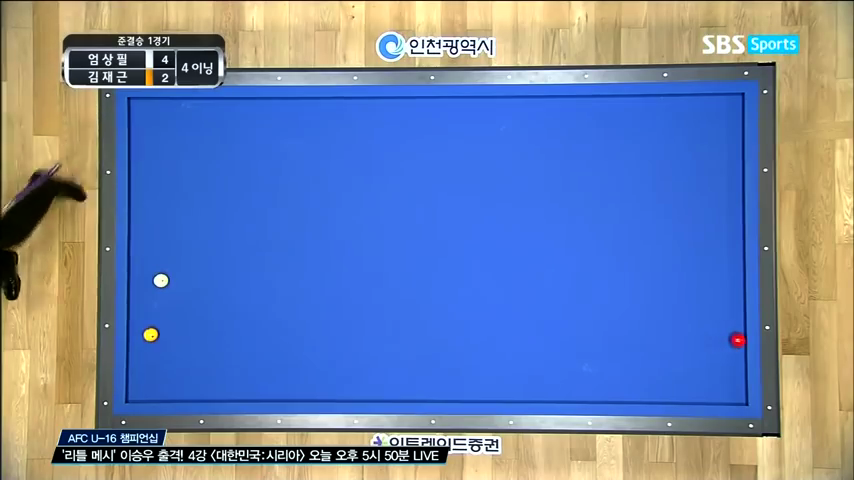 준결승 1경기
엄상필 4
김재근 2
4 이닝
인천광역시
SBS Sports
이트레이드증권
AFC U-16 챔피언십
'리틀 메시' 이승우 출격! 4강 <대한민국:시리아> 오늘 오후 5시 50분 LIVE